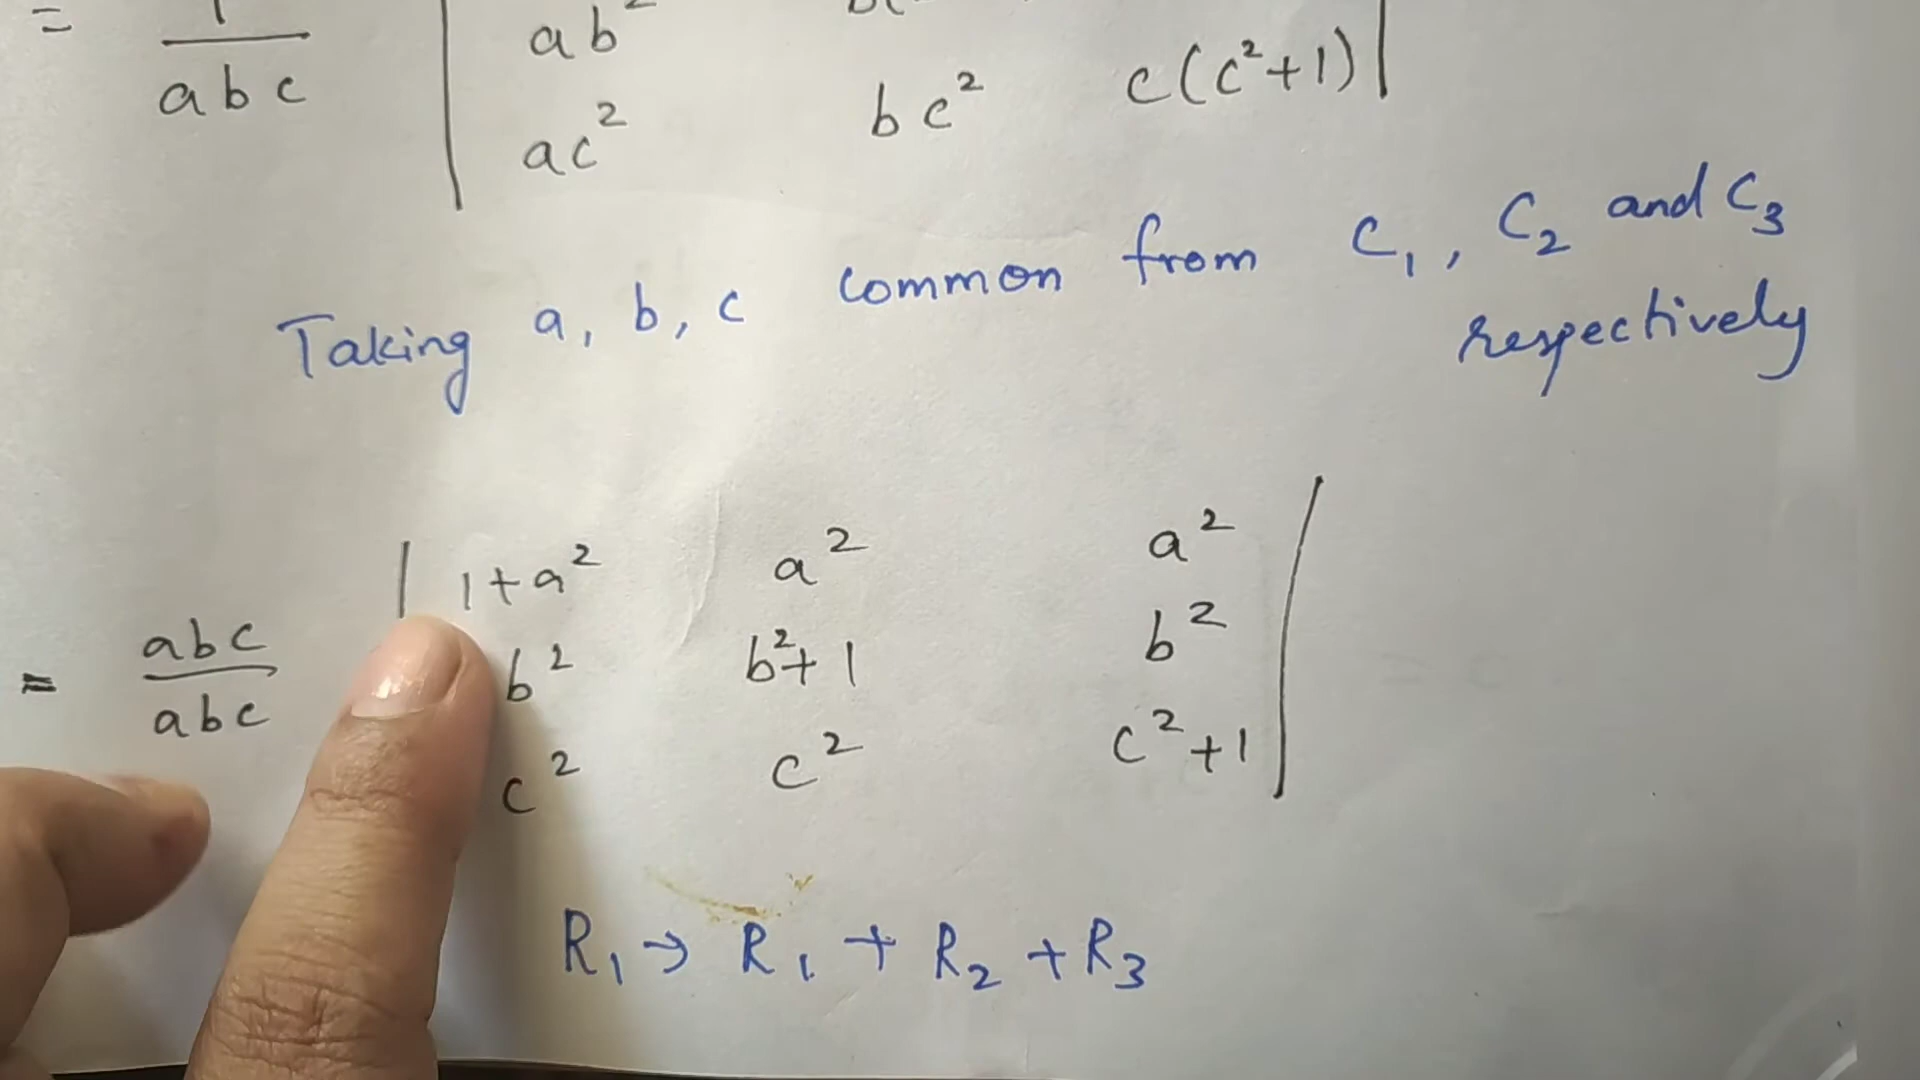 = 1/abc | ab²
ac² bc² c(c²+1) |
Taking a, b, c common from C₁, C₂ and C₃
respectively
| 1+a² a² a² |
= abc/abc b² b²+1 b²
c² c² c²+1
R₁ → R₁ + R₂ + R₃